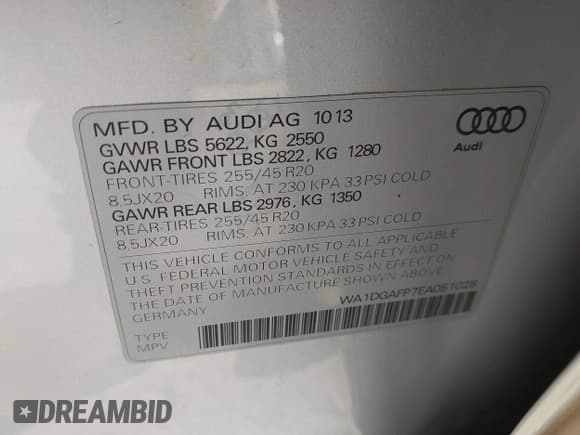 MFD. BY AUDI AG 10 13
GVWR LBS 5622, KG 2550
GAWR FRONT LBS 2822, KG 1280
FRONT-TIRES 255/45 R20
8,5JX20 RIMS, AT 230 KPA 33 PSI COLD
GAWR REAR LBS 2976, KG 1350
REAR-TIRES 255/45 R20
8,5JX20 RIMS, AT 230 KPA 33 PSI COLD
THIS VEHICLE CONFORMS TO ALL APPLICABLE
U.S. FEDERAL MOTOR VEHICLE SAFETY AND
THEFT PREVENTION STANDARDS IN EFFECT ON
THE DATE OF MANUFACTURE SHOWN ABOVE.
GERMANY
WA1DGAFP7EA061028
TYPE
MPV
Audi
DREAMBID